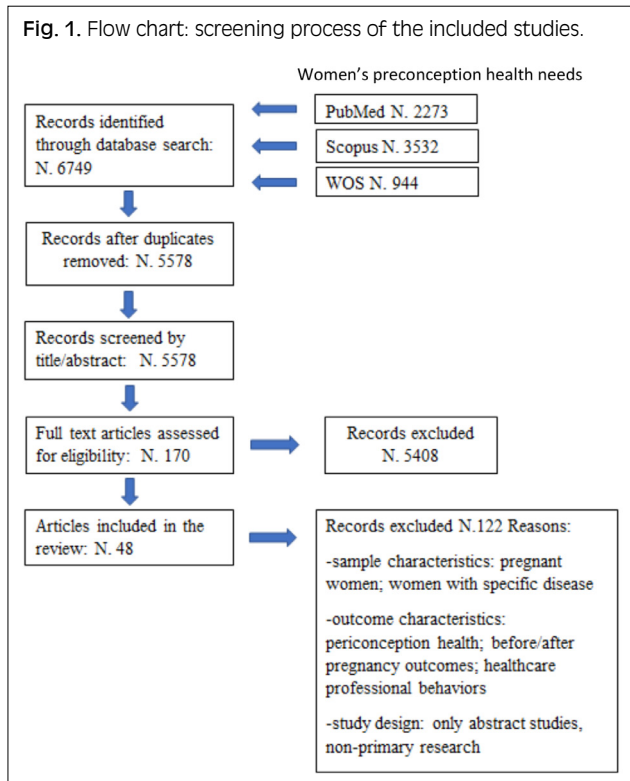 Fig. 1. Flow chart: screening process of the included studies.
Women's preconception health needs
Records identified
through database search:
N. 6749
PubMed N. 2273
Scopus N. 3532
WOS N. 944
Records after duplicates
removed: N. 5578
Records screened by
title/abstract: N. 5578
Full text articles assessed
for eligibility: N. 170
Records excluded
N. 5408
Articles included in the
review: N. 48
Records excluded N.122 Reasons:
-sample characteristics: pregnant
women; women with specific disease
-outcome characteristics:
periconception health; before/after
pregnancy outcomes; healthcare
professional behaviors
-study design: only abstract studies,
non-primary research